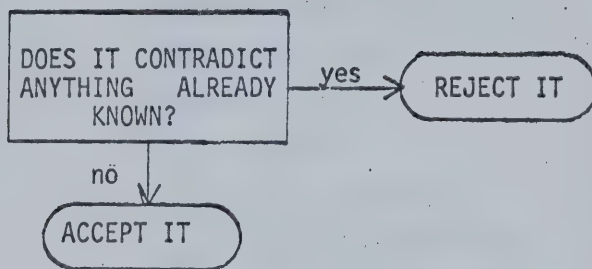 DOES IT CONTRADICT
ANYTHING ALREADY
KNOWN?
yes
REJECT IT
nö
ACCEPT IT